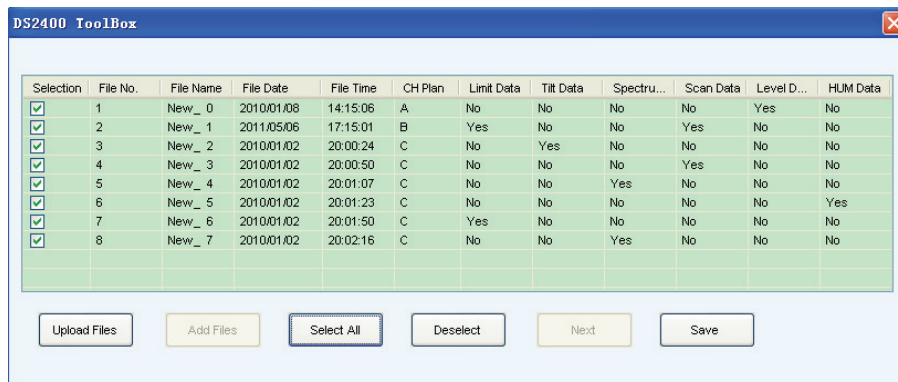 DS2400 ToolBox
Selection File No. File Name File Date File Time CH Plan Limit Data Tilt Data Spectru... Scan Data Level D... HUM Data
1 New_ 0 2010/01/08 14:15:06 A No No No No Yes No
2 New_ 1 2011/05/06 17:15:01 B Yes No No Yes No No
3 New_ 2 2010/01/02 20:00:24 C No Yes No No No No
4 New_ 3 2010/01/02 20:00:50 C No No No Yes No No
5 New_ 4 2010/01/02 20:01:07 C No No Yes No No No
6 New_ 5 2010/01/02 20:01:23 C No No No No No Yes
7 New_ 6 2010/01/02 20:01:50 C Yes No No No No No
8 New_ 7 2010/01/02 20:02:16 C No No Yes No No No
Upload Files Add Files Select All Deselect Next Save